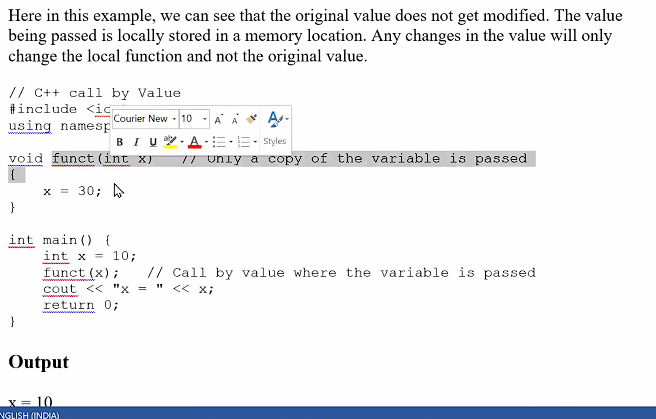 Here in this example, we can see that the original value does not get modified. The value
being passed is locally stored in a memory location. Any changes in the value will only
change the local function and not the original value.
// C++ call by Value
#include <ic
using namesp
Courier New 10 A A A
B I U ab A Styles
void funct(int x) // Only a copy of the variable is passed
{
x = 30;
}
int main() {
int x = 10;
funct(x); // Call by value where the variable is passed
cout << "x = " << x;
return 0;
}
Output
x = 10
NGLISH (INDIA)